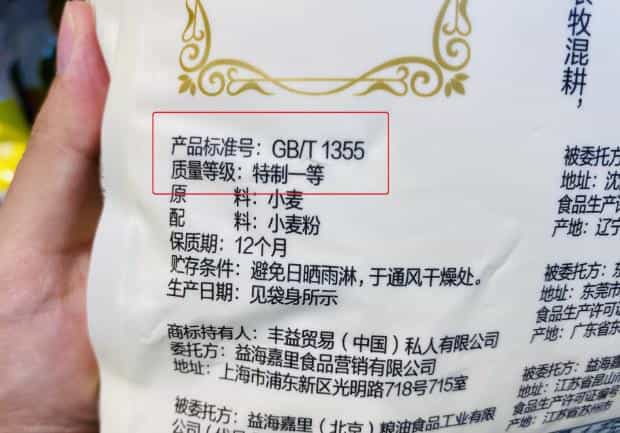 牧混耕，
产品标准号：GB/T 1355
质量等级：特制一等
原 料：小麦
配 料：小麦粉
保质期：12个月
贮存条件：避免日晒雨淋，于通风干燥处。
生产日期：见袋身所示
商标持有人：丰益贸易（中国）私人有限公司
委托方：益海嘉里食品营销有限公司
地址：上海市浦东新区光明路718号715室
被委托方：益海嘉里（北京）粮油食品工业有限
被委托方
地址：沈
食品生产许
产地：辽宁
被委托方：
地址：东莞市
食品生产许可
产地：广东省东
被委托方：益海
地址：江苏省昆山
食品生产许可证编号
产地：江苏省苏州市